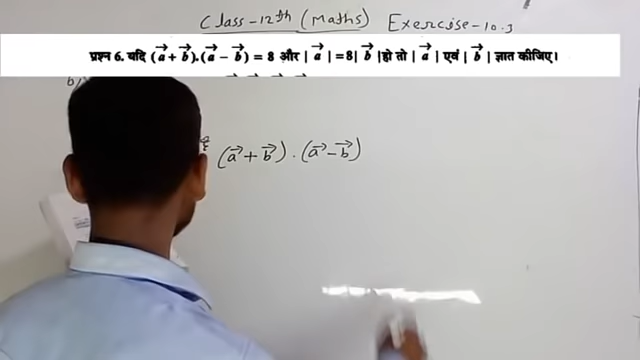 Class-12th (Maths) Exercise-10.3
प्रश्न 6. यदि (a⃗ + b⃗).(a⃗ - b⃗) = 8 और | a⃗ | =8| b⃗ |हो तो | a⃗ | एवं | b⃗ | ज्ञात कीजिए।
(a⃗ + b⃗) . (a⃗ - b⃗)